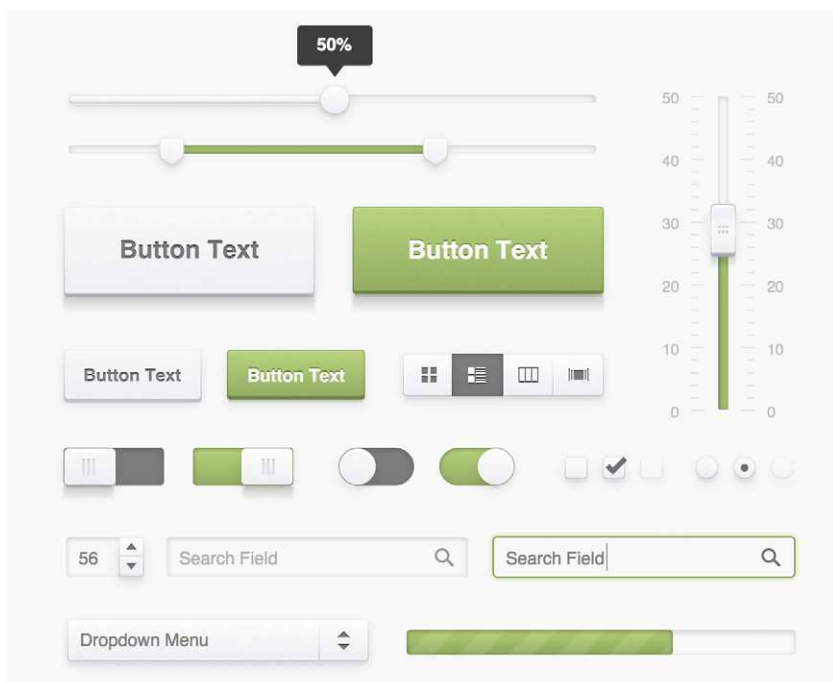 50%
50 50
40 40
30 30
20 20
10 10
0 0
Button Text
Button Text
Button Text
Button Text
56
Search Field
Search Field
Dropdown Menu